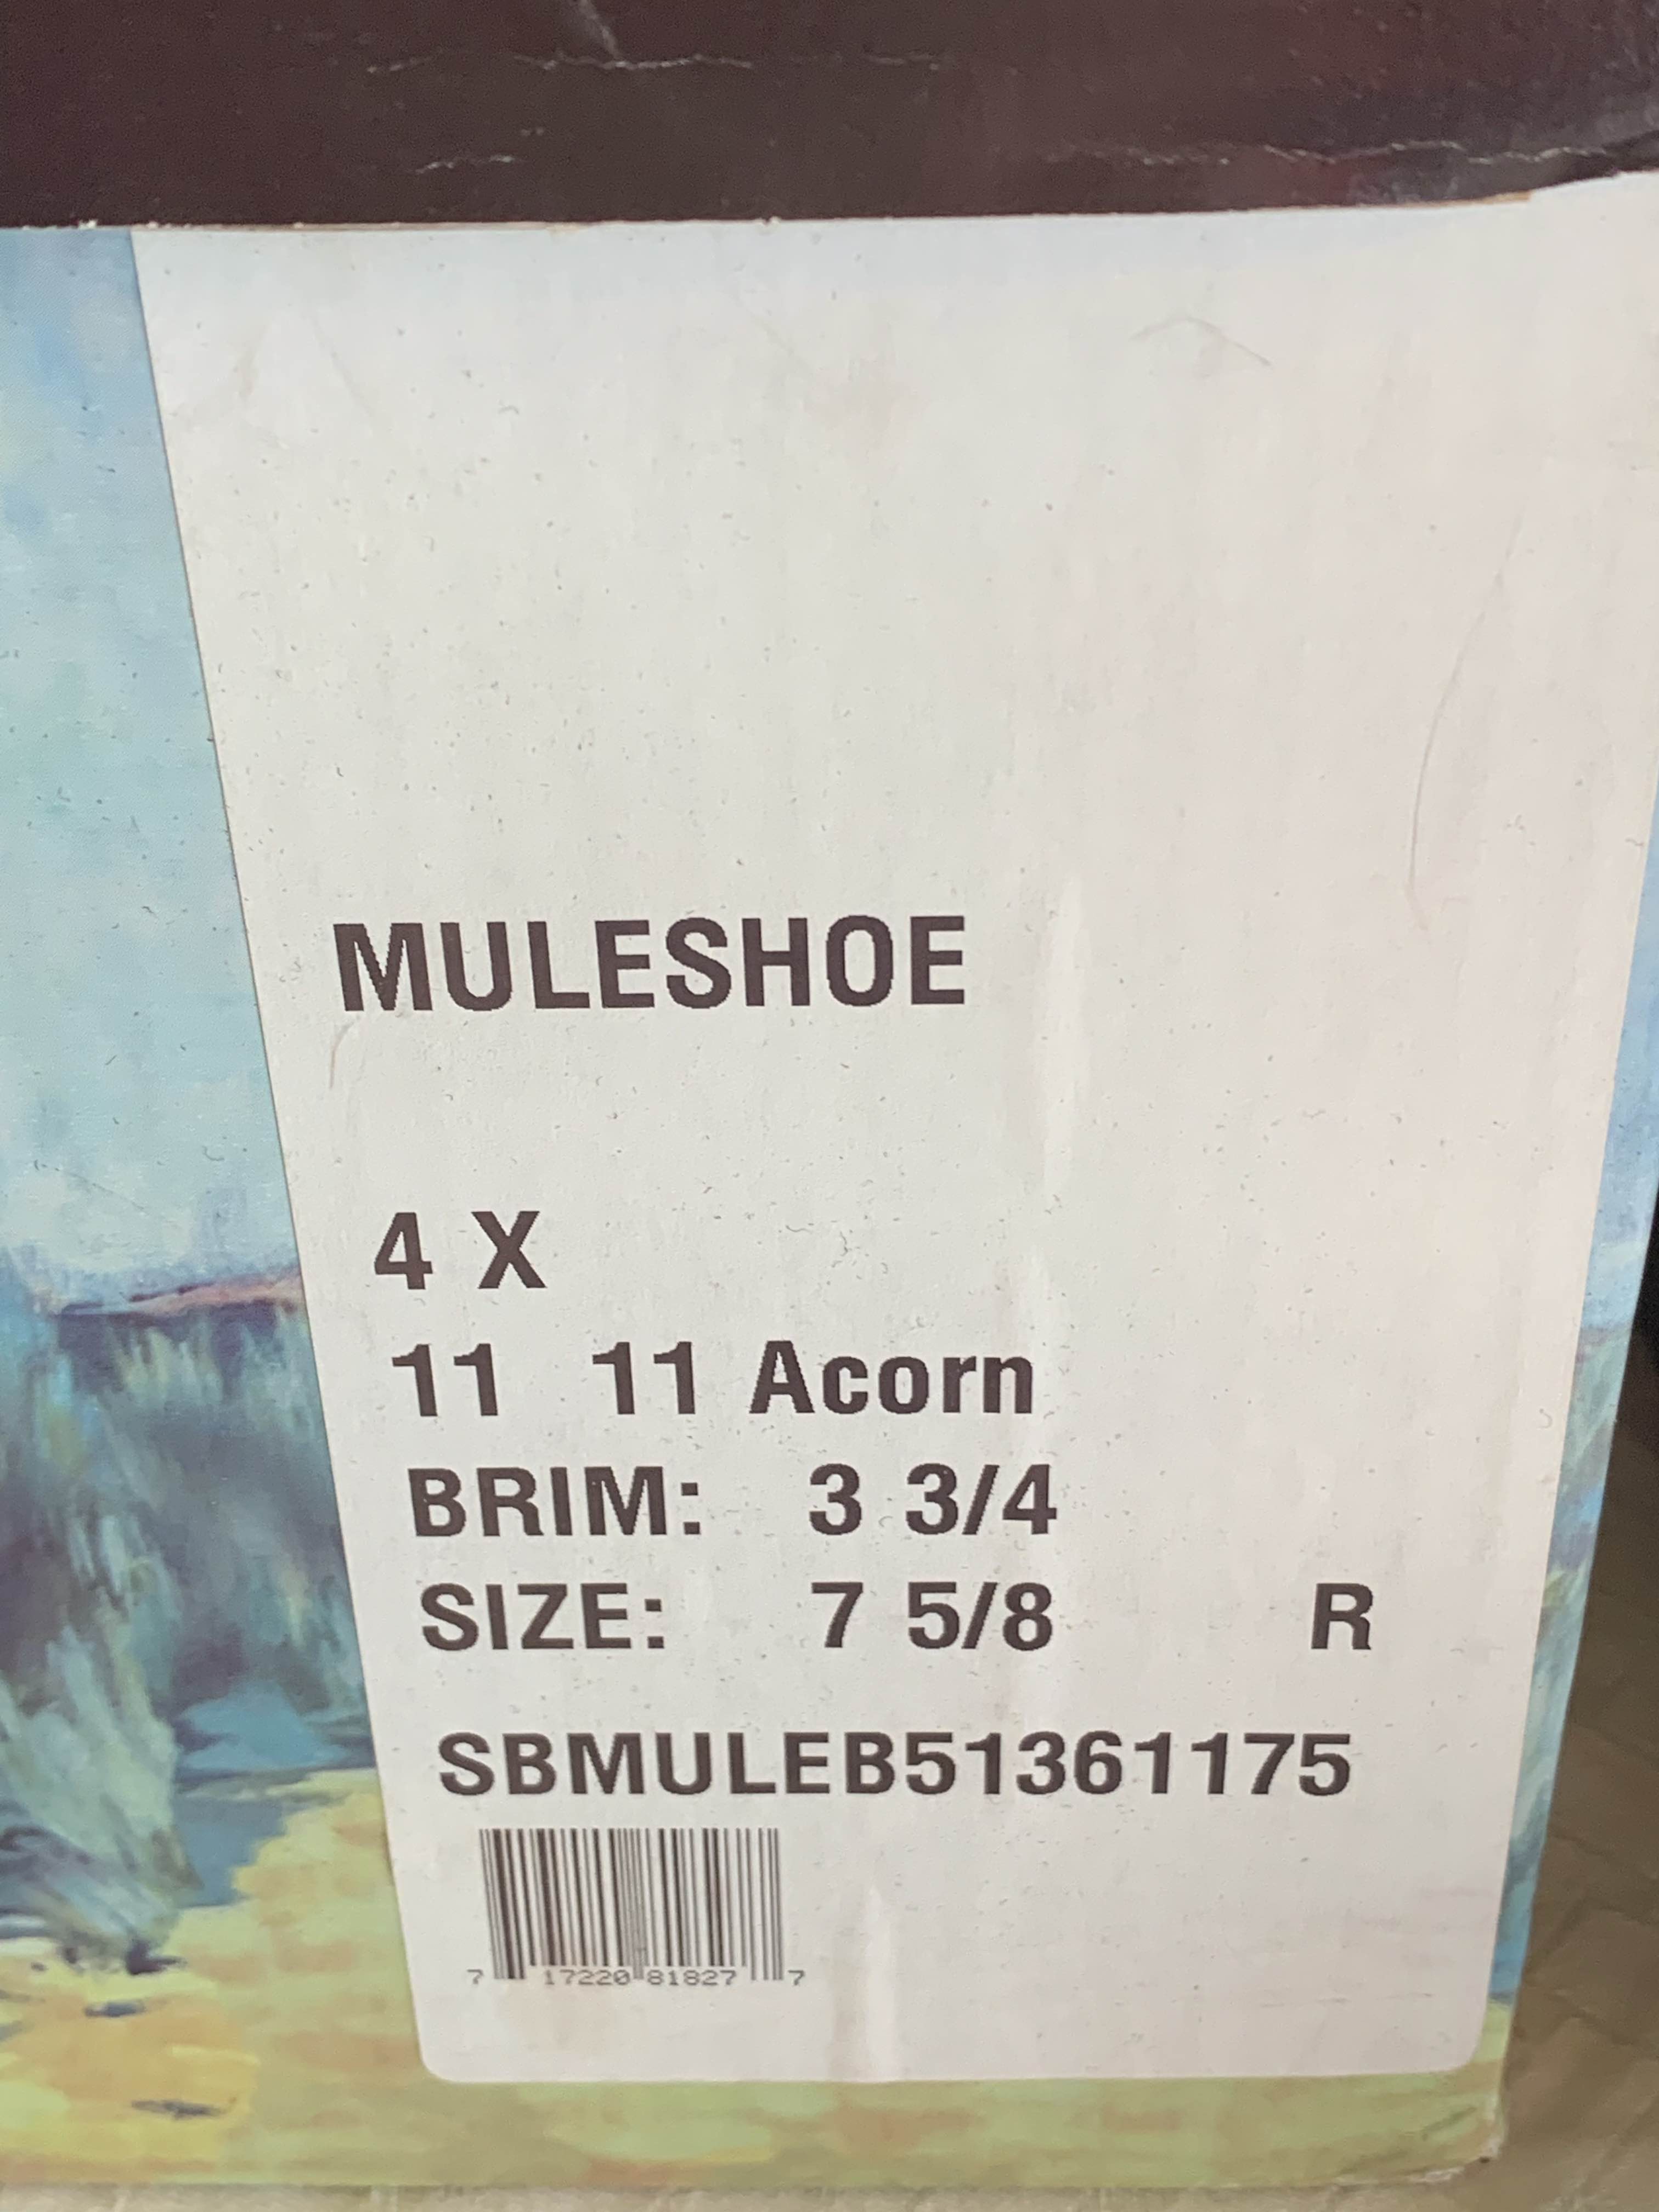 MULESHOE
4 X
11 11 Acorn
BRIM: 3 3/4
SIZE: 7 5/8 R
SBMULEB51361175
7 17220 81827 7